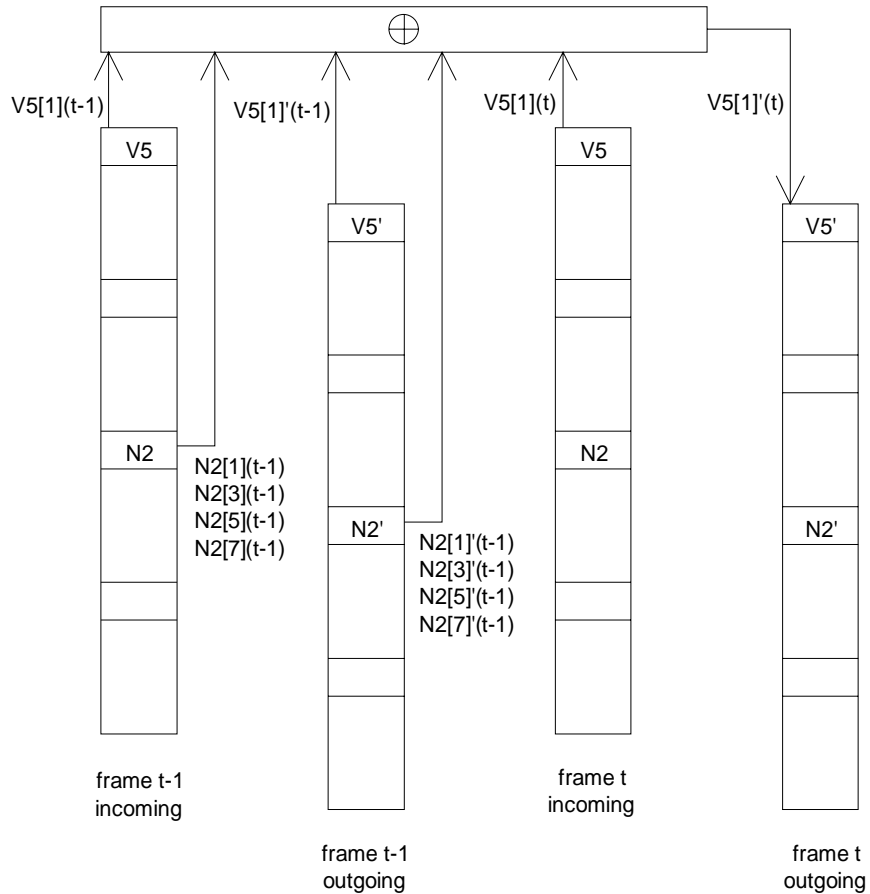 V5[1](t-1)
V5[1]'(t-1)
V5[1](t)
V5[1]'(t)
V5
V5
V5'
V5'
N2
N2
N2[1](t-1)
N2[3](t-1)
N2[5](t-1)
N2[7](t-1)
N2'
N2'
N2[1]'(t-1)
N2[3]'(t-1)
N2[5]'(t-1)
N2[7]'(t-1)
frame t-1
incoming
frame t
incoming
frame t-1
outgoing
frame t
outgoing